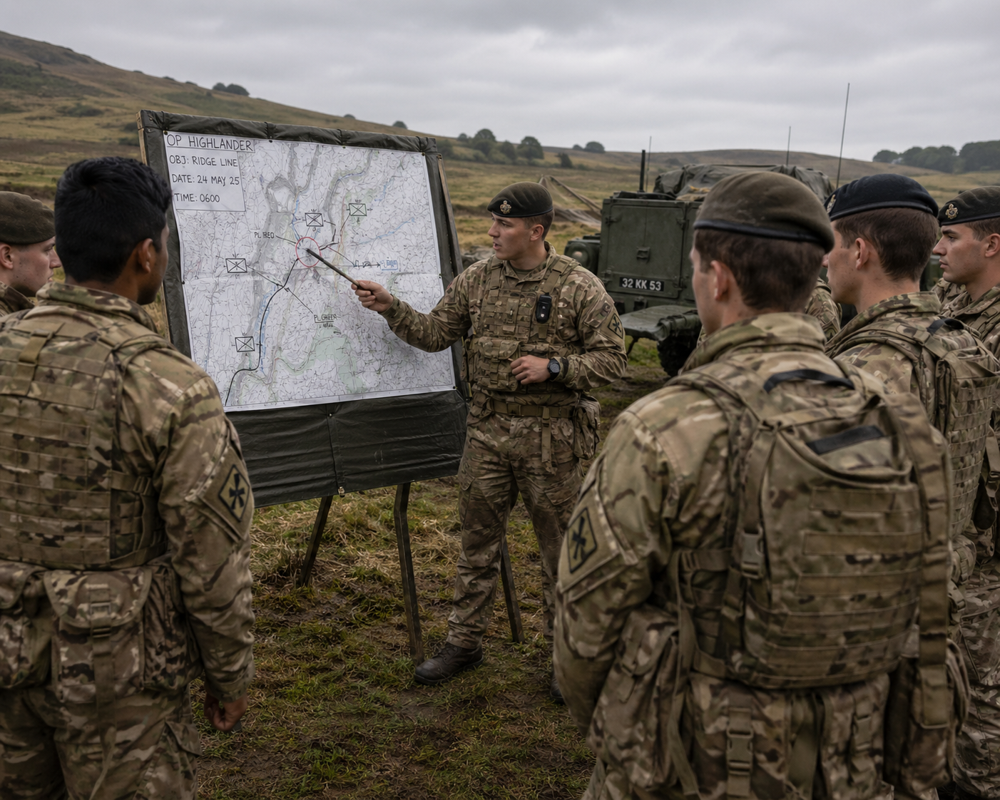 OP HIGHLANDER
OBJ: RIDGE LINE
DATE: 24 MAY 25
TIME: 0600
PL RED
PL GREEN
32 KK 53